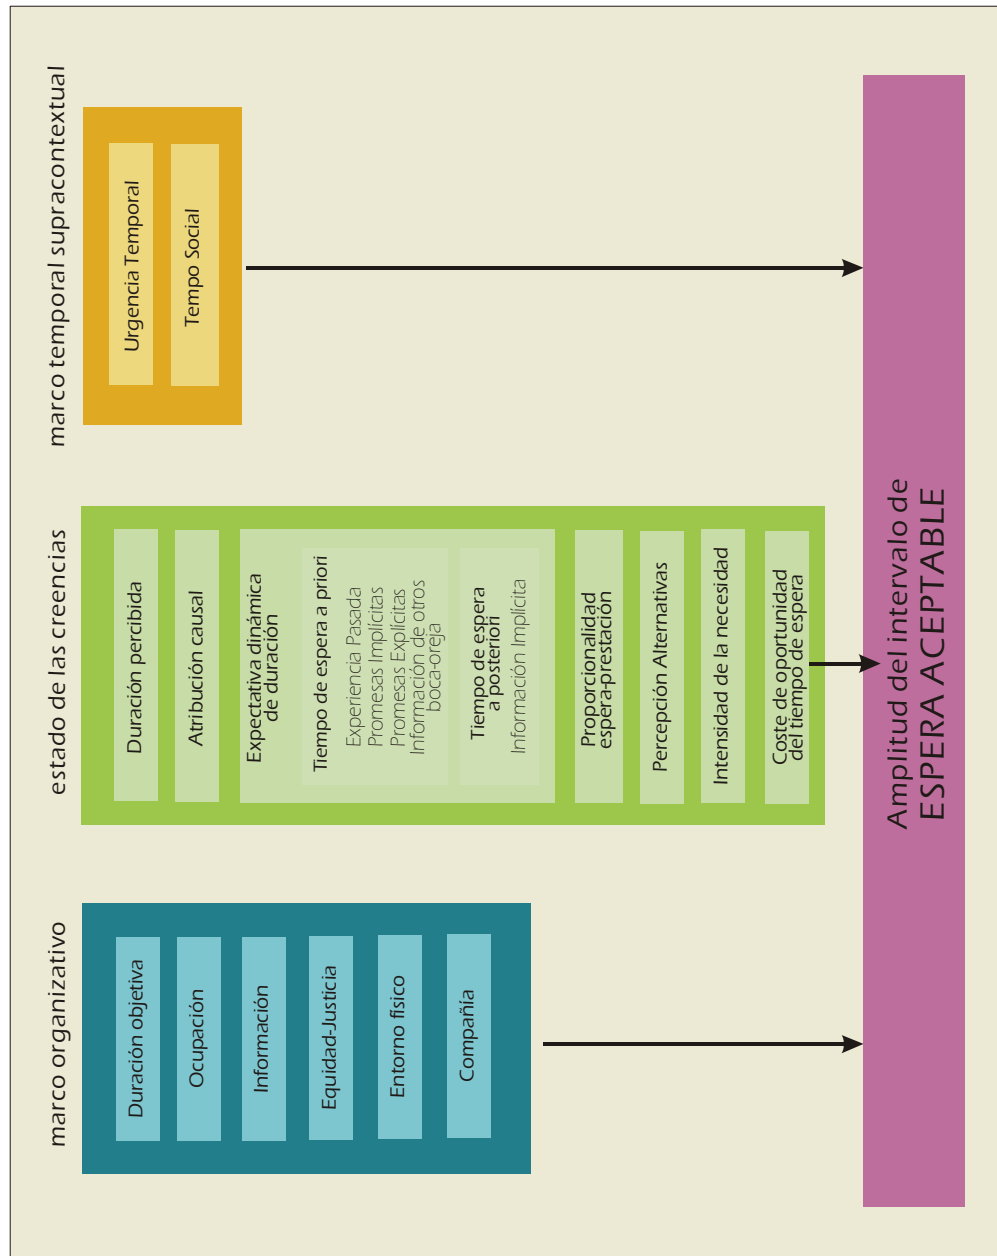 marco organizativo
Duración objetiva
Ocupación
Información
Equidad-Justicia
Entorno físico
Compañía
estado de las creencias
Duración percibida
Atribución causal
Expectativa dinámica
de duración
Tiempo de espera a priori
Experiencia Pasada
Promesas Implícitas
Promesas Explícitas
Información de otros
boca-oreja
Tiempo de espera
a posteriori
Información Implícita
Proporcionalidad
espera-prestación
Percepción Alternativas
Intensidad de la necesidad
Coste de oportunidad
del tiempo de espera
marco temporal supracontextual
Urgencia Temporal
Tempo Social
Amplitud del intervalo de
ESPERA ACEPTABLE